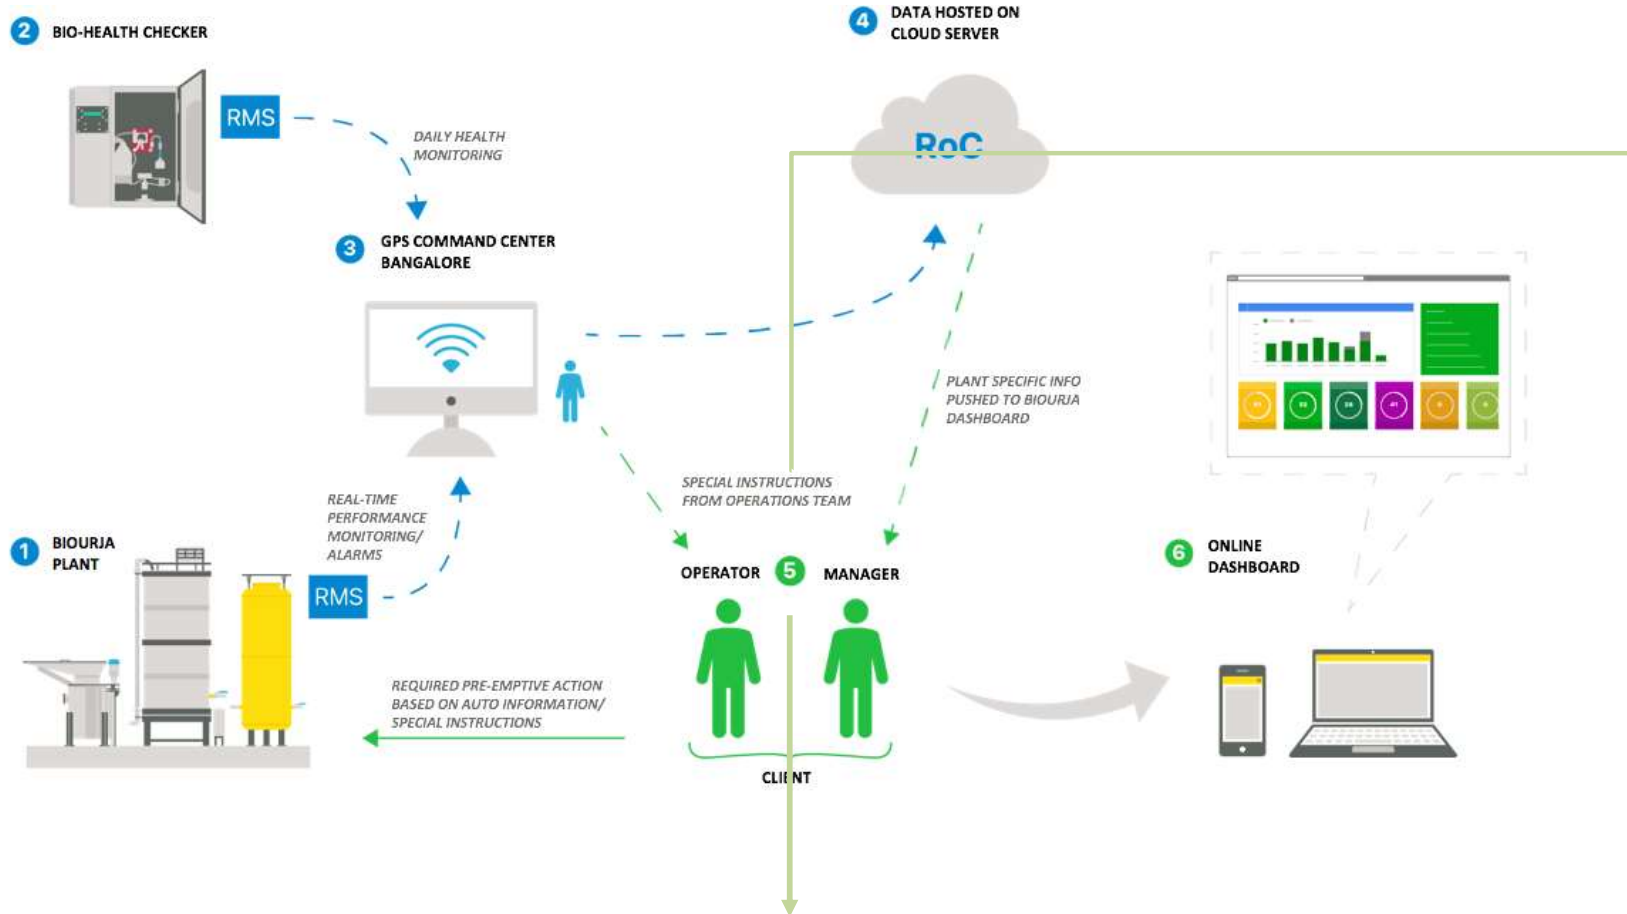 2 BIO-HEALTH CHECKER
RMS
DAILY HEALTH
MONITORING
4 DATA HOSTED ON
CLOUD SERVER
RoC
3 GPS COMMAND CENTER
BANGALORE
PLANT SPECIFIC INFO
PUSHED TO BIOURJA
DASHBOARD
SPECIAL INSTRUCTIONS
FROM OPERATIONS TEAM
REAL-TIME
PERFORMANCE
MONITORING/
ALARMS
1 BIOURJA
PLANT
RMS
OPERATOR 5 MANAGER
6 ONLINE
DASHBOARD
REQUIRED PRE-EMPTIVE ACTION
BASED ON AUTO INFORMATION/
SPECIAL INSTRUCTIONS
CLIENT